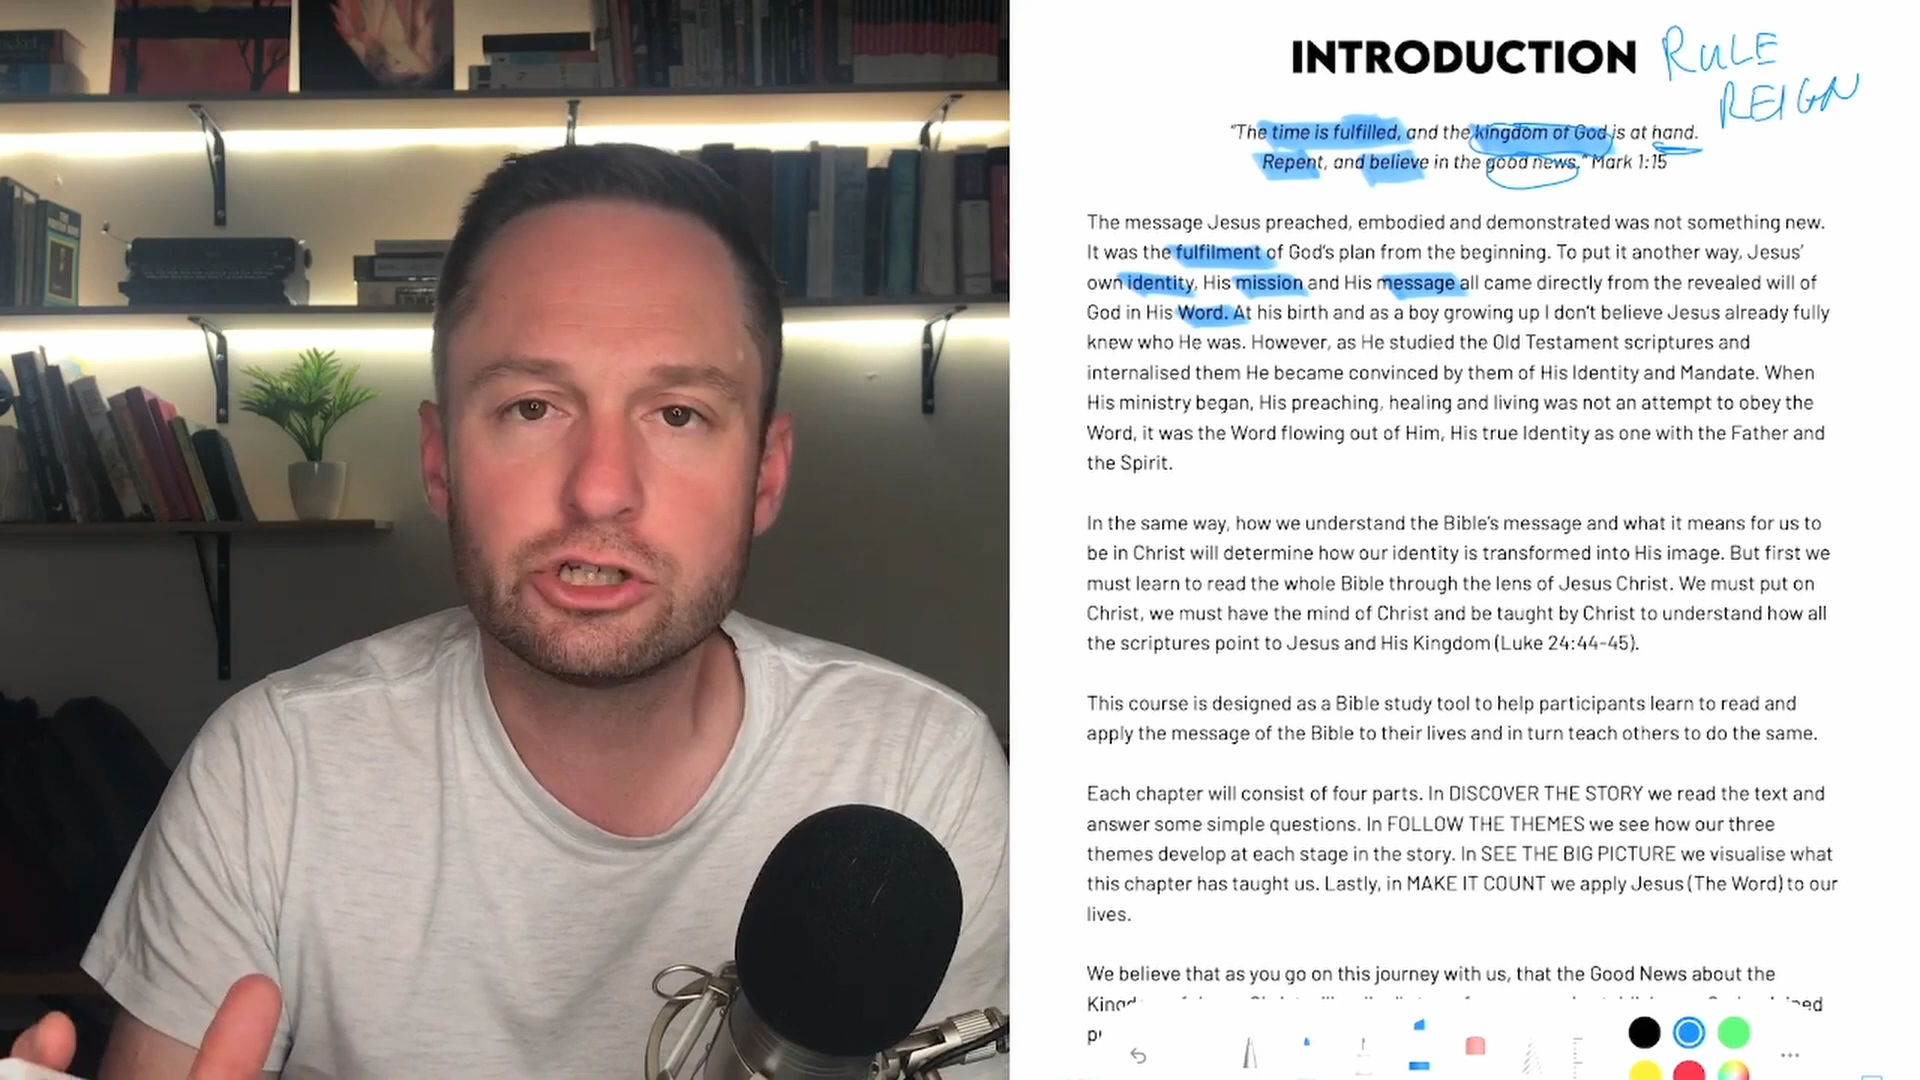 INTRODUCTION RULE
REIGN
"The time is fulfilled, and the kingdom of God is at hand.
Repent, and believe in the good news." Mark 1:15
The message Jesus preached, embodied and demonstrated was not something new.
It was the fulfilment of God's plan from the beginning. To put it another way, Jesus'
own identity, His mission and His message all came directly from the revealed will of
God in His Word. At his birth and as a boy growing up I don't believe Jesus already fully
knew who He was. However, as He studied the Old Testament scriptures and
internalised them He became convinced by them of His Identity and Mandate. When
His ministry began, His preaching, healing and living was not an attempt to obey the
Word, it was the Word flowing out of Him, His true Identity as one with the Father and
the Spirit.
In the same way, how we understand the Bible's message and what it means for us to
be in Christ will determine how our identity is transformed into His image. But first we
must learn to read the whole Bible through the lens of Jesus Christ. We must put on
Christ, we must have the mind of Christ and be taught by Christ to understand how all
the scriptures point to Jesus and His Kingdom (Luke 24:44-45).
This course is designed as a Bible study tool to help participants learn to read and
apply the message of the Bible to their lives and in turn teach others to do the same.
Each chapter will consist of four parts. In DISCOVER THE STORY we read the text and
answer some simple questions. In FOLLOW THE THEMES we see how our three
themes develop at each stage in the story. In SEE THE BIG PICTURE we visualise what
this chapter has taught us. Lastly, in MAKE IT COUNT we apply Jesus (The Word) to our
lives.
We believe that as you go on this journey with us, that the Good News about the